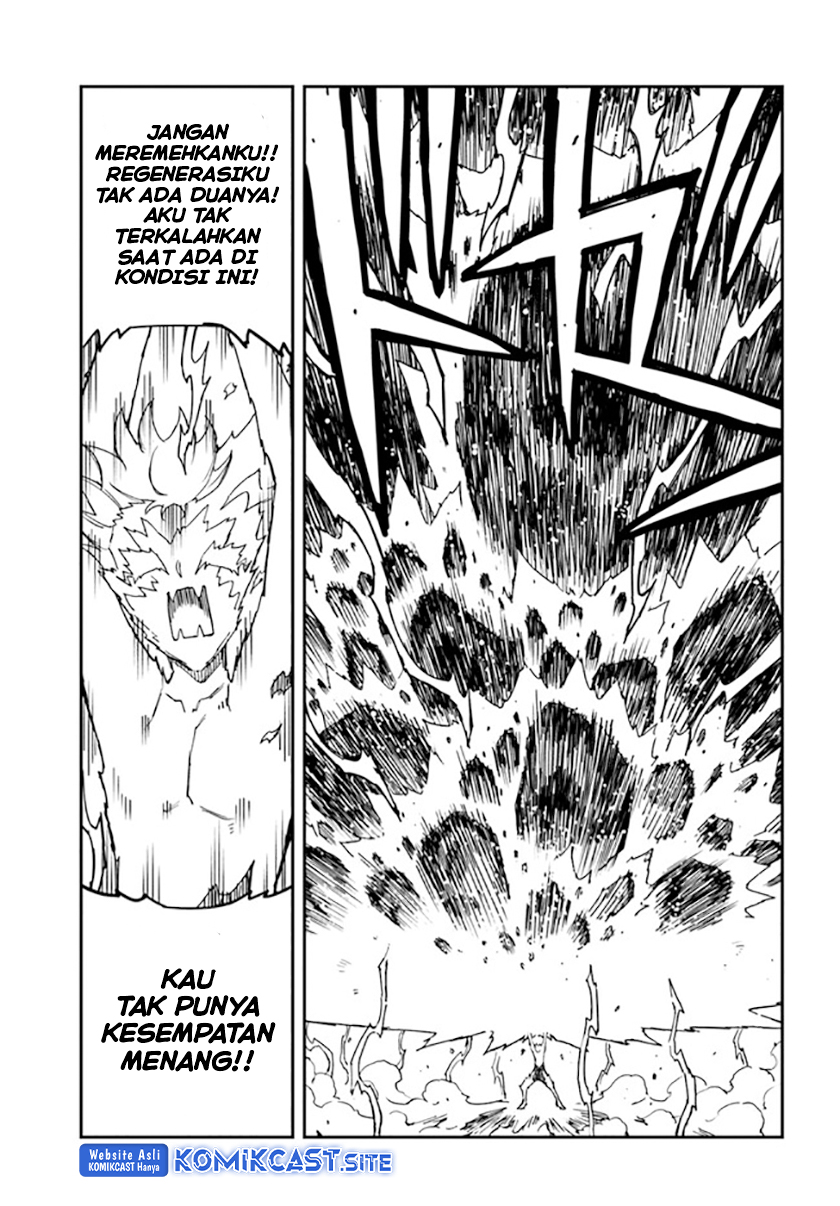 JANGAN
MEREMEHKANKU!!
REGENERASIKU
TAK ADA DUANYA!
AKU TAK
TERKALAHKAN
SAAT ADA DI
KONDISI INI!
KAU
TAK PUNYA
KESEMPATAN
MENANG!!
Website Asli
KOMIKCAST Hanya
KOMIKCAST.SITE